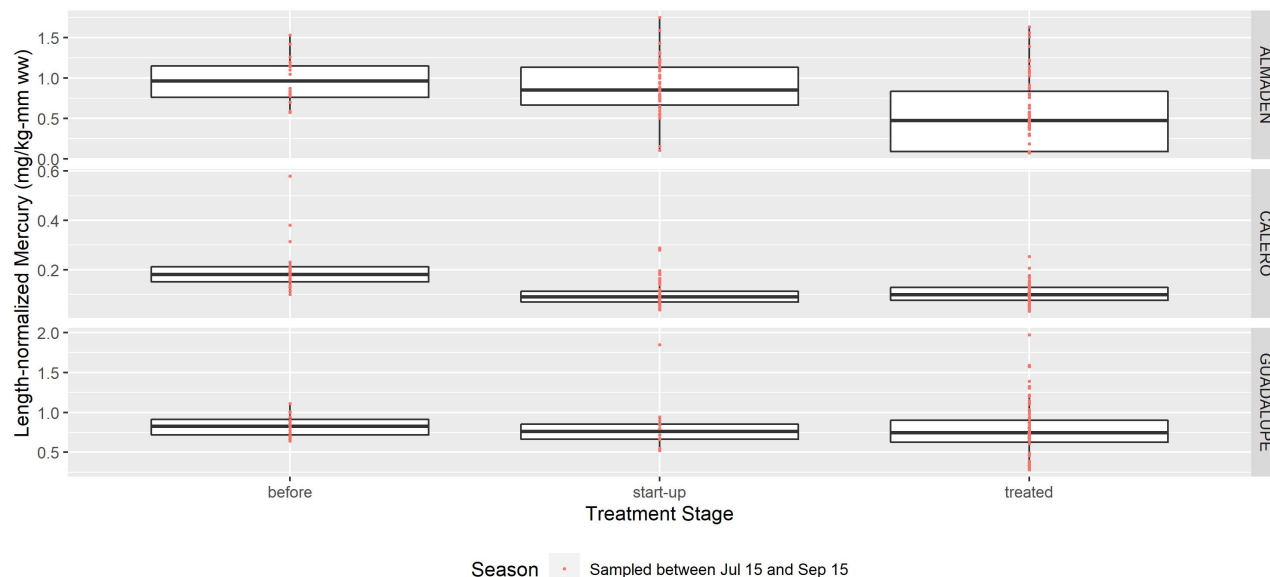 Length-normalized Mercury (mg/kg-mm ww)
1.5
1.0
0.5
0.0
ALMADEN
0.6
0.4
0.2
CALERO
2.0
1.5
1.0
0.5
GUADALUPE
before start-up treated
Treatment Stage
Season Sampled between Jul 15 and Sep 15